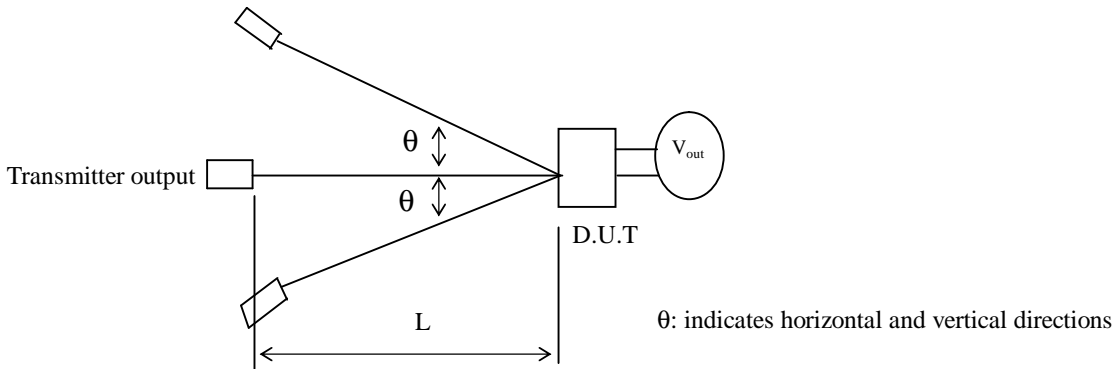 θ
V_out
Transmitter output
θ
D.U.T
L
θ: indicates horizontal and vertical directions